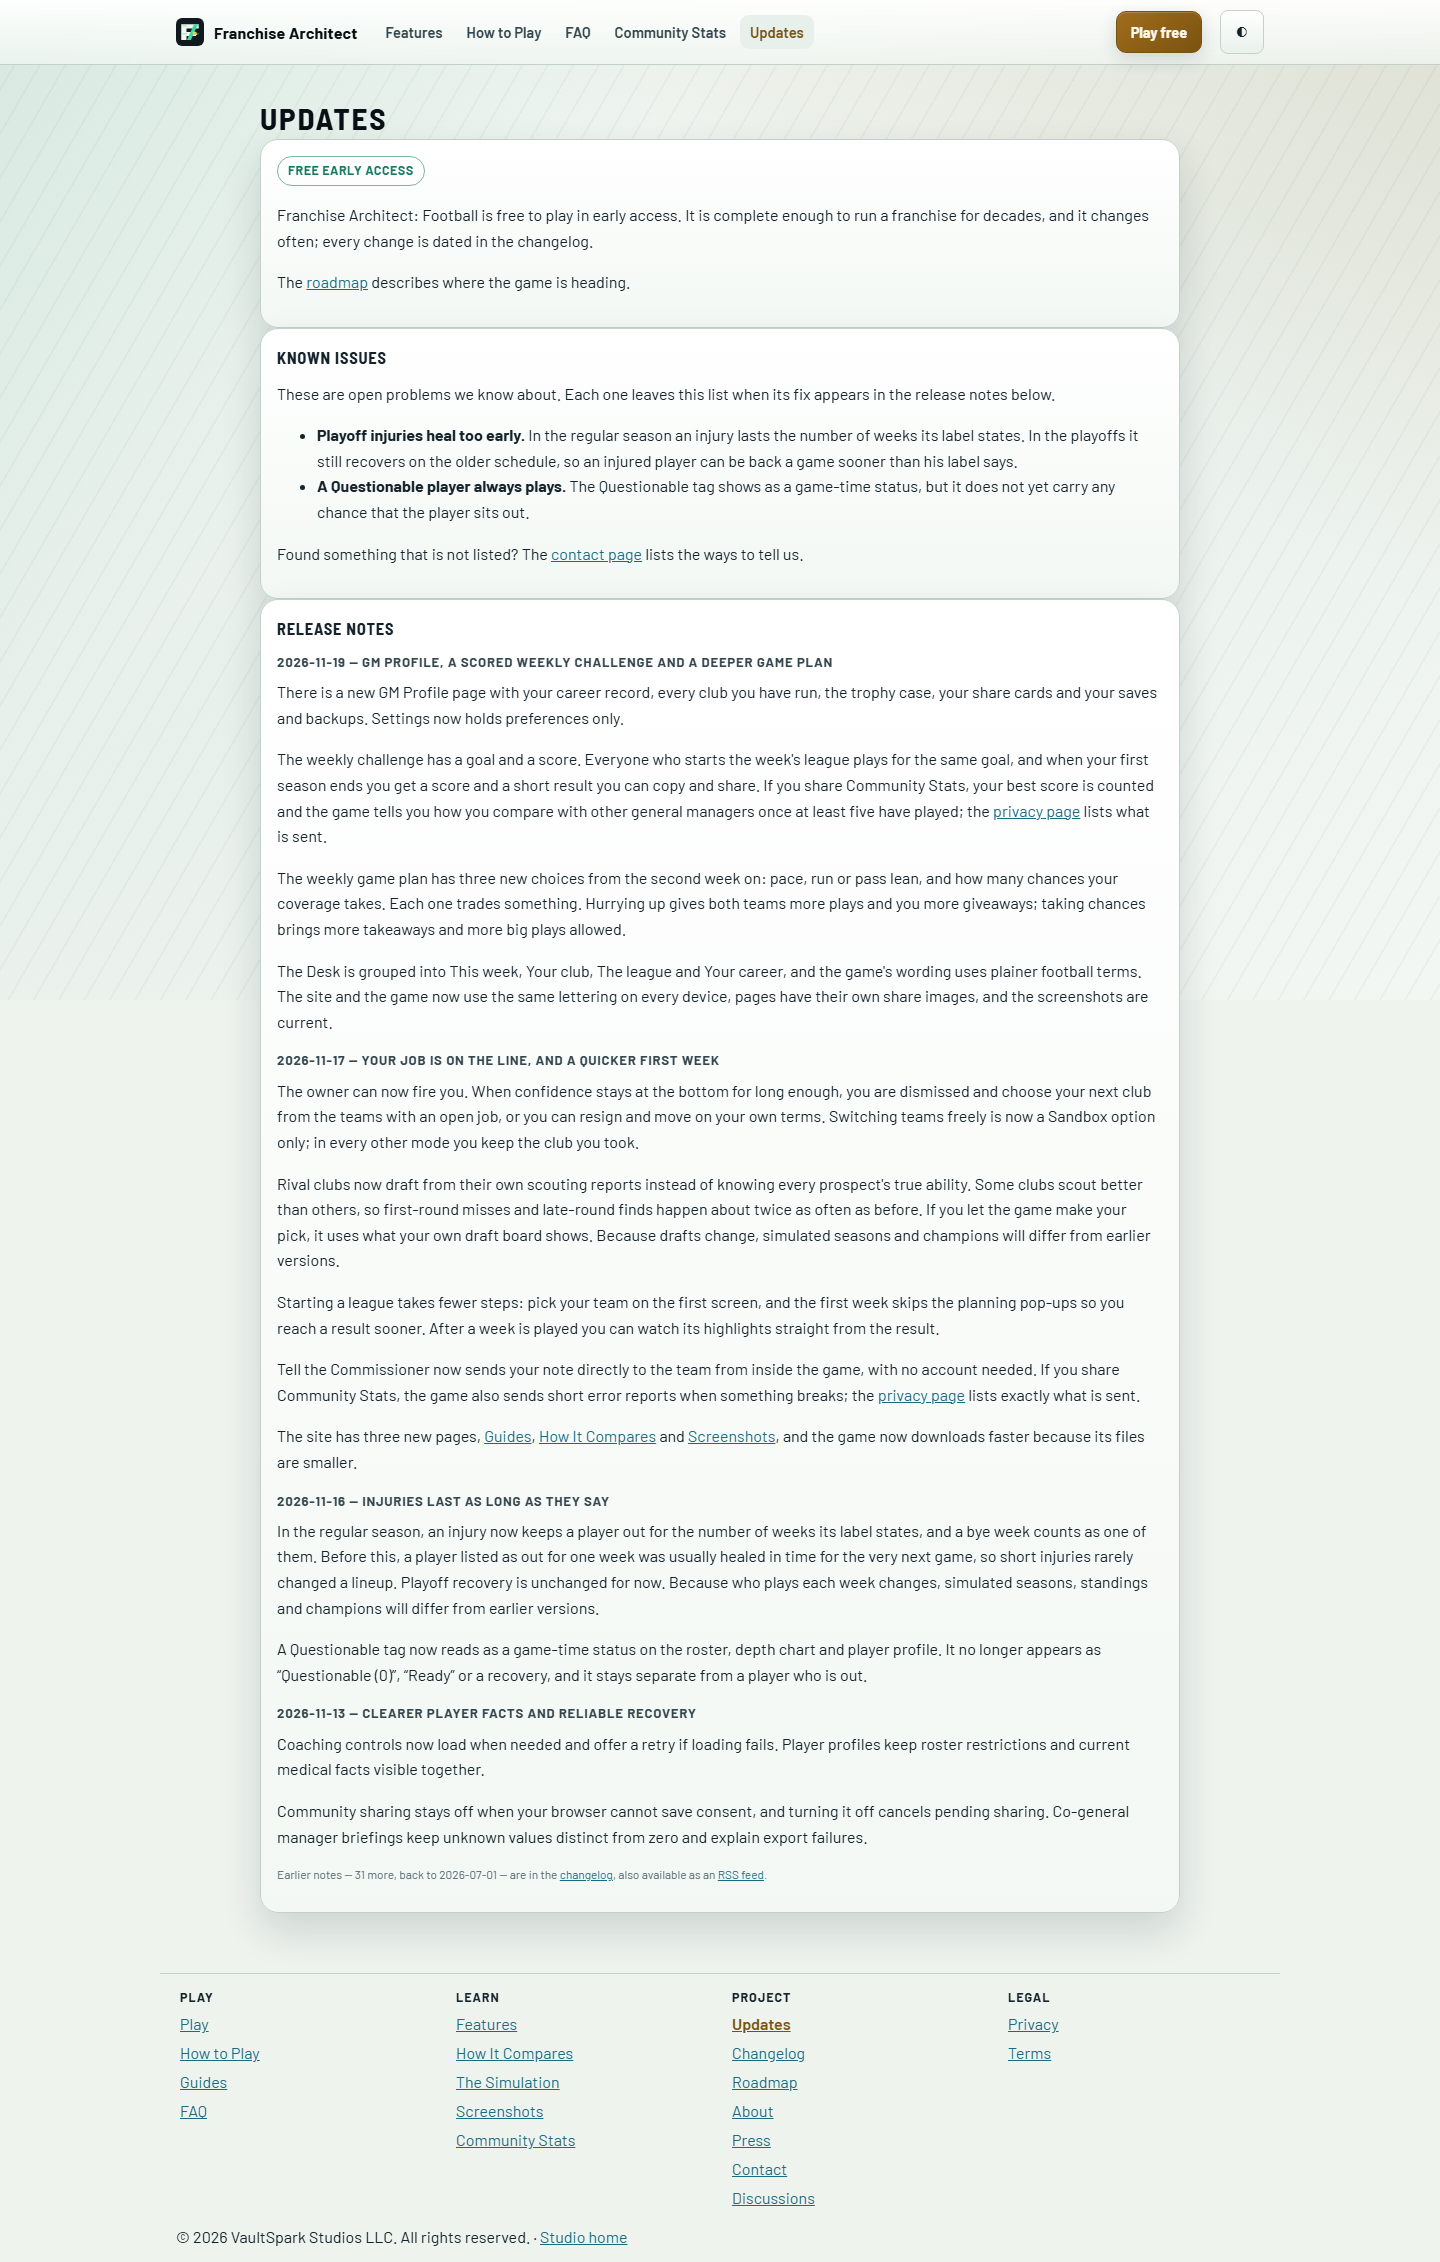 Franchise Architect Features How to Play FAQ Community Stats Updates Play free
UPDATES
FREE EARLY ACCESS
Franchise Architect: Football is free to play in early access. It is complete enough to run a franchise for decades, and it changes
often; every change is dated in the changelog.
The roadmap describes where the game is heading.
KNOWN ISSUES
These are open problems we know about. Each one leaves this list when its fix appears in the release notes below.
• Playoff injuries heal too early. In the regular season an injury lasts the number of weeks its label states. In the playoffs it
still recovers on the older schedule, so an injured player can be back a game sooner than his label says.
• A Questionable player always plays. The Questionable tag shows as a game-time status, but it does not yet carry any
chance that the player sits out.
Found something that is not listed? The contact page lists the ways to tell us.
RELEASE NOTES
2026-11-19 — GM PROFILE, A SCORED WEEKLY CHALLENGE AND A DEEPER GAME PLAN
There is a new GM Profile page with your career record, every club you have run, the trophy case, your share cards and your saves
and backups. Settings now holds preferences only.
The weekly challenge has a goal and a score. Everyone who starts the week's league plays for the same goal, and when your first
season ends you get a score and a short result you can copy and share. If you share Community Stats, your best score is counted
and the game tells you how you compare with other general managers once at least five have played; the privacy page lists what
is sent.
The weekly game plan has three new choices from the second week on: pace, run or pass lean, and how many chances your
coverage takes. Each one trades something. Hurrying up gives both teams more plays and you more giveaways; taking chances
brings more takeaways and more big plays allowed.
The Desk is grouped into This week, Your club, The league and Your career, and the game's wording uses plainer football terms.
The site and the game now use the same lettering on every device, pages have their own share images, and the screenshots are
current.
2026-11-17 — YOUR JOB IS ON THE LINE, AND A QUICKER FIRST WEEK
The owner can now fire you. When confidence stays at the bottom for long enough, you are dismissed and choose your next club
from the teams with an open job, or you can resign and move on your own terms. Switching teams freely is now a Sandbox option
only; in every other mode you keep the club you took.
Rival clubs now draft from their own scouting reports instead of knowing every prospect's true ability. Some clubs scout better
than others, so first-round misses and late-round finds happen about twice as often as before. If you let the game make your
pick, it uses what your own draft board shows. Because drafts change, simulated seasons and champions will differ from earlier
versions.
Starting a league takes fewer steps: pick your team on the first screen, and the first week skips the planning pop-ups so you
reach a result sooner. After a week is played you can watch its highlights straight from the result.
Tell the Commissioner now sends your note directly to the team from inside the game, with no account needed. If you share
Community Stats, the game also sends short error reports when something breaks; the privacy page lists exactly what is sent.
The site has three new pages, Guides, How It Compares and Screenshots, and the game now downloads faster because its files
are smaller.
2026-11-16 — INJURIES LAST AS LONG AS THEY SAY
In the regular season, an injury now keeps a player out for the number of weeks its label states, and a bye week counts as one of
them. Before this, a player listed as out for one week was usually healed in time for the very next game, so short injuries rarely
changed a lineup. Playoff recovery is unchanged for now. Because who plays each week changes, simulated seasons, standings
and champions will differ from earlier versions.
A Questionable tag now reads as a game-time status on the roster, depth chart and player profile. It no longer appears as
“Questionable (0)”, “Ready” or a recovery, and it stays separate from a player who is out.
2026-11-13 — CLEARER PLAYER FACTS AND RELIABLE RECOVERY
Coaching controls now load when needed and offer a retry if loading fails. Player profiles keep roster restrictions and current
medical facts visible together.
Community sharing stays off when your browser cannot save consent, and turning it off cancels pending sharing. Co-general
manager briefings keep unknown values distinct from zero and explain export failures.
Earlier notes — 31 more, back to 2026-07-01 — are in the changelog, also available as an RSS feed.
PLAY
Play
How to Play
Guides
FAQ
LEARN
Features
How It Compares
The Simulation
Screenshots
Community Stats
PROJECT
Updates
Changelog
Roadmap
About
Press
Contact
Discussions
LEGAL
Privacy
Terms
© 2026 VaultSpark Studios LLC. All rights reserved. · Studio home